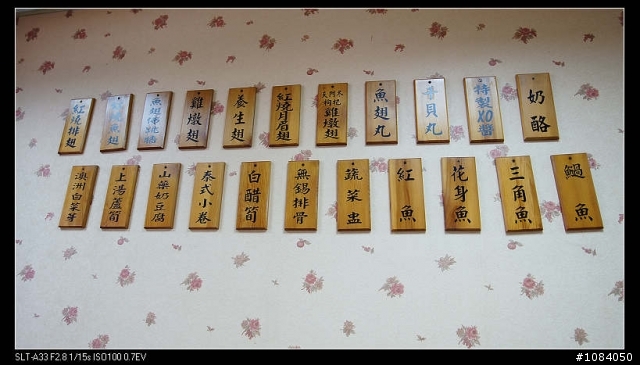 紅燒排翅
魚翅佛跳牆
雞燉翅
養生翅
紅燒月眉翅
雞燉翅
魚翅丸
干貝丸
特製XO醬
奶酪
澳洲白菜芽
上湯蘆筍
山藥奶豆腐
泰式小卷
白醋筍
無錫排骨
蔬菜盅
紅魚
花身魚
三角魚
鍋魚
SLT-A33 F2.8 1/15s ISO100 0.7EV
#1084050